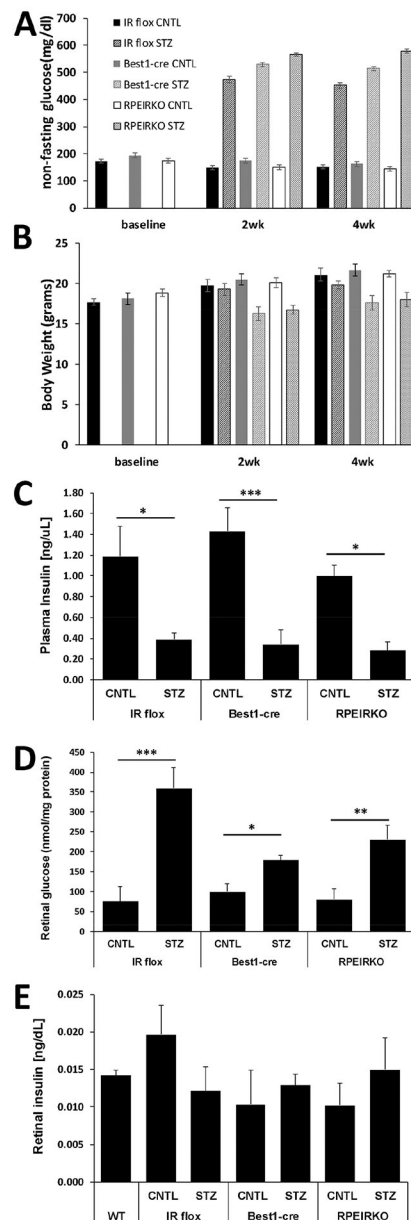 A
non-fasting glucose(mg/dl)
700
600
500
400
300
200
100
0
IR flox CNTL
IR flox STZ
Best1-cre CNTL
Best1-cre STZ
RPEIRKO CNTL
RPEIRKO STZ
baseline 2wk 4wk
B
Body Weight (grams)
25
20
15
10
5
0
baseline 2wk 4wk
C
Plasma Insulin [ng/uL]
1.80
1.60
1.40
1.20
1.00
0.80
0.60
0.40
0.20
0.00
* *** *
CNTL STZ CNTL STZ CNTL STZ
IR flox Best1-cre RPEIRKO
D
Retinal glucose (nmol/mg protein)
450
400
350
300
250
200
150
100
50
0
*** * **
CNTL STZ CNTL STZ CNTL STZ
IR flox Best1-cre RPEIRKO
E
Retinal insulin [ng/dL]
0.025
0.020
0.015
0.010
0.005
0.000
CNTL STZ CNTL STZ CNTL STZ
WT IR flox Best1-cre RPEIRKO